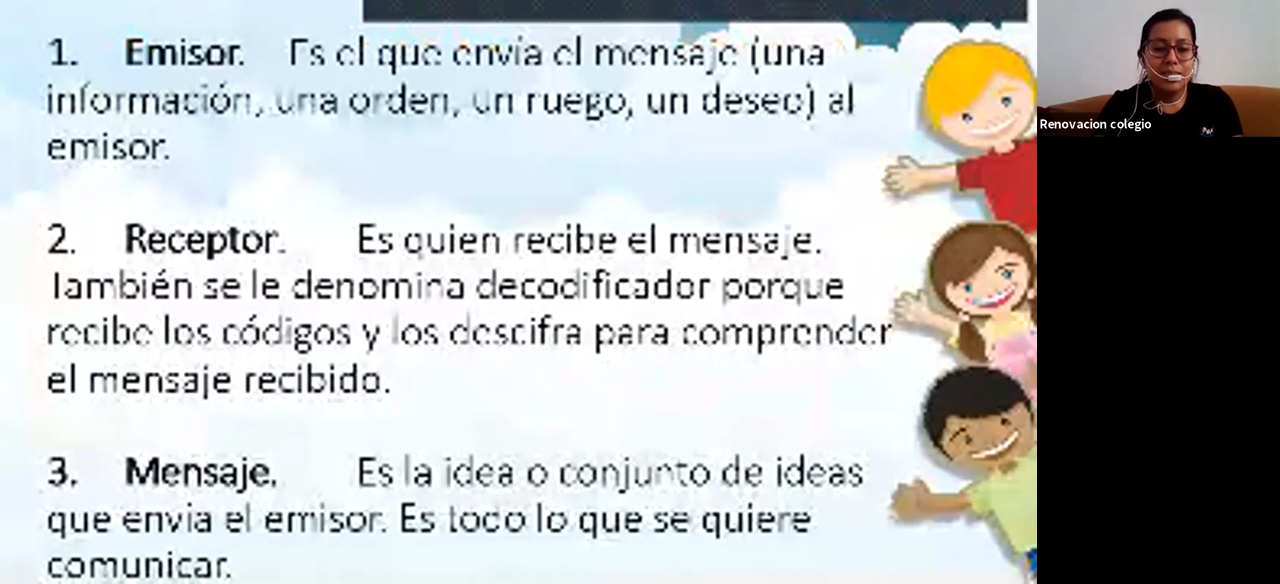 1. Emisor. Es el que envía el mensaje (una
información, una orden, un ruego, un deseo) al
emisor.
2. Receptor. Es quien recibe el mensaje.
También se le denomina decodificador porque
recibe los códigos y los descifra para comprender
el mensaje recibido.
3. Mensaje. Es la idea o conjunto de ideas
que envia el emisor. Es todo lo que se quiere
comunicar.
Renovacion colegio